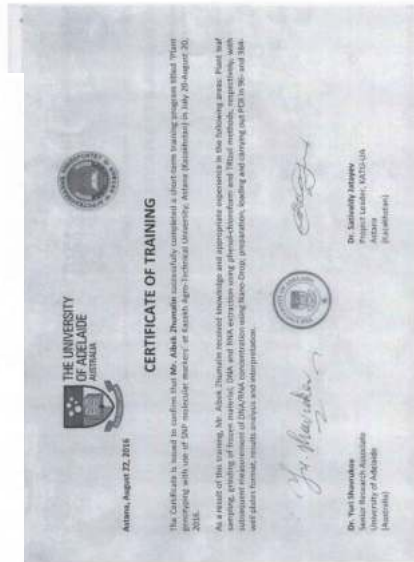 THE UNIVERSITY
OF ADELAIDE
AUSTRALIA
Astana, August 22, 2016
CERTIFICATE OF TRAINING
The Certificate is issued to confirm that Mr. Aibek Zhumalin successfully completed a short-term training program titled "Plant
genotyping with use of SNP molecular markers" at Kazakh Agro-Technical University, Astana (Kazakhstan) in July 20-August 20,
2016.
As a result of this training, Mr. Aibek Zhumalin received knowledge and appropriate experience in the following areas: Plant leaf
sampling, grinding of frozen material, DNA and RNA extraction using phenol-chloroform and TRIzol methods, respectively, with
subsequent measurement of DNA/RNA concentration using Nano-Drop; preparation, loading and carrying out PCR in 96- and 384-
well plates format, results analysis and interpretation.
Yuri Shavrukov
Dr. Yuri Shavrukov
Senior Research Associate
University of Adelaide
(Australia)
Dr. Sativaldy Jatayev
Project Leader, KATU-UA
Astana
(Kazakhstan)